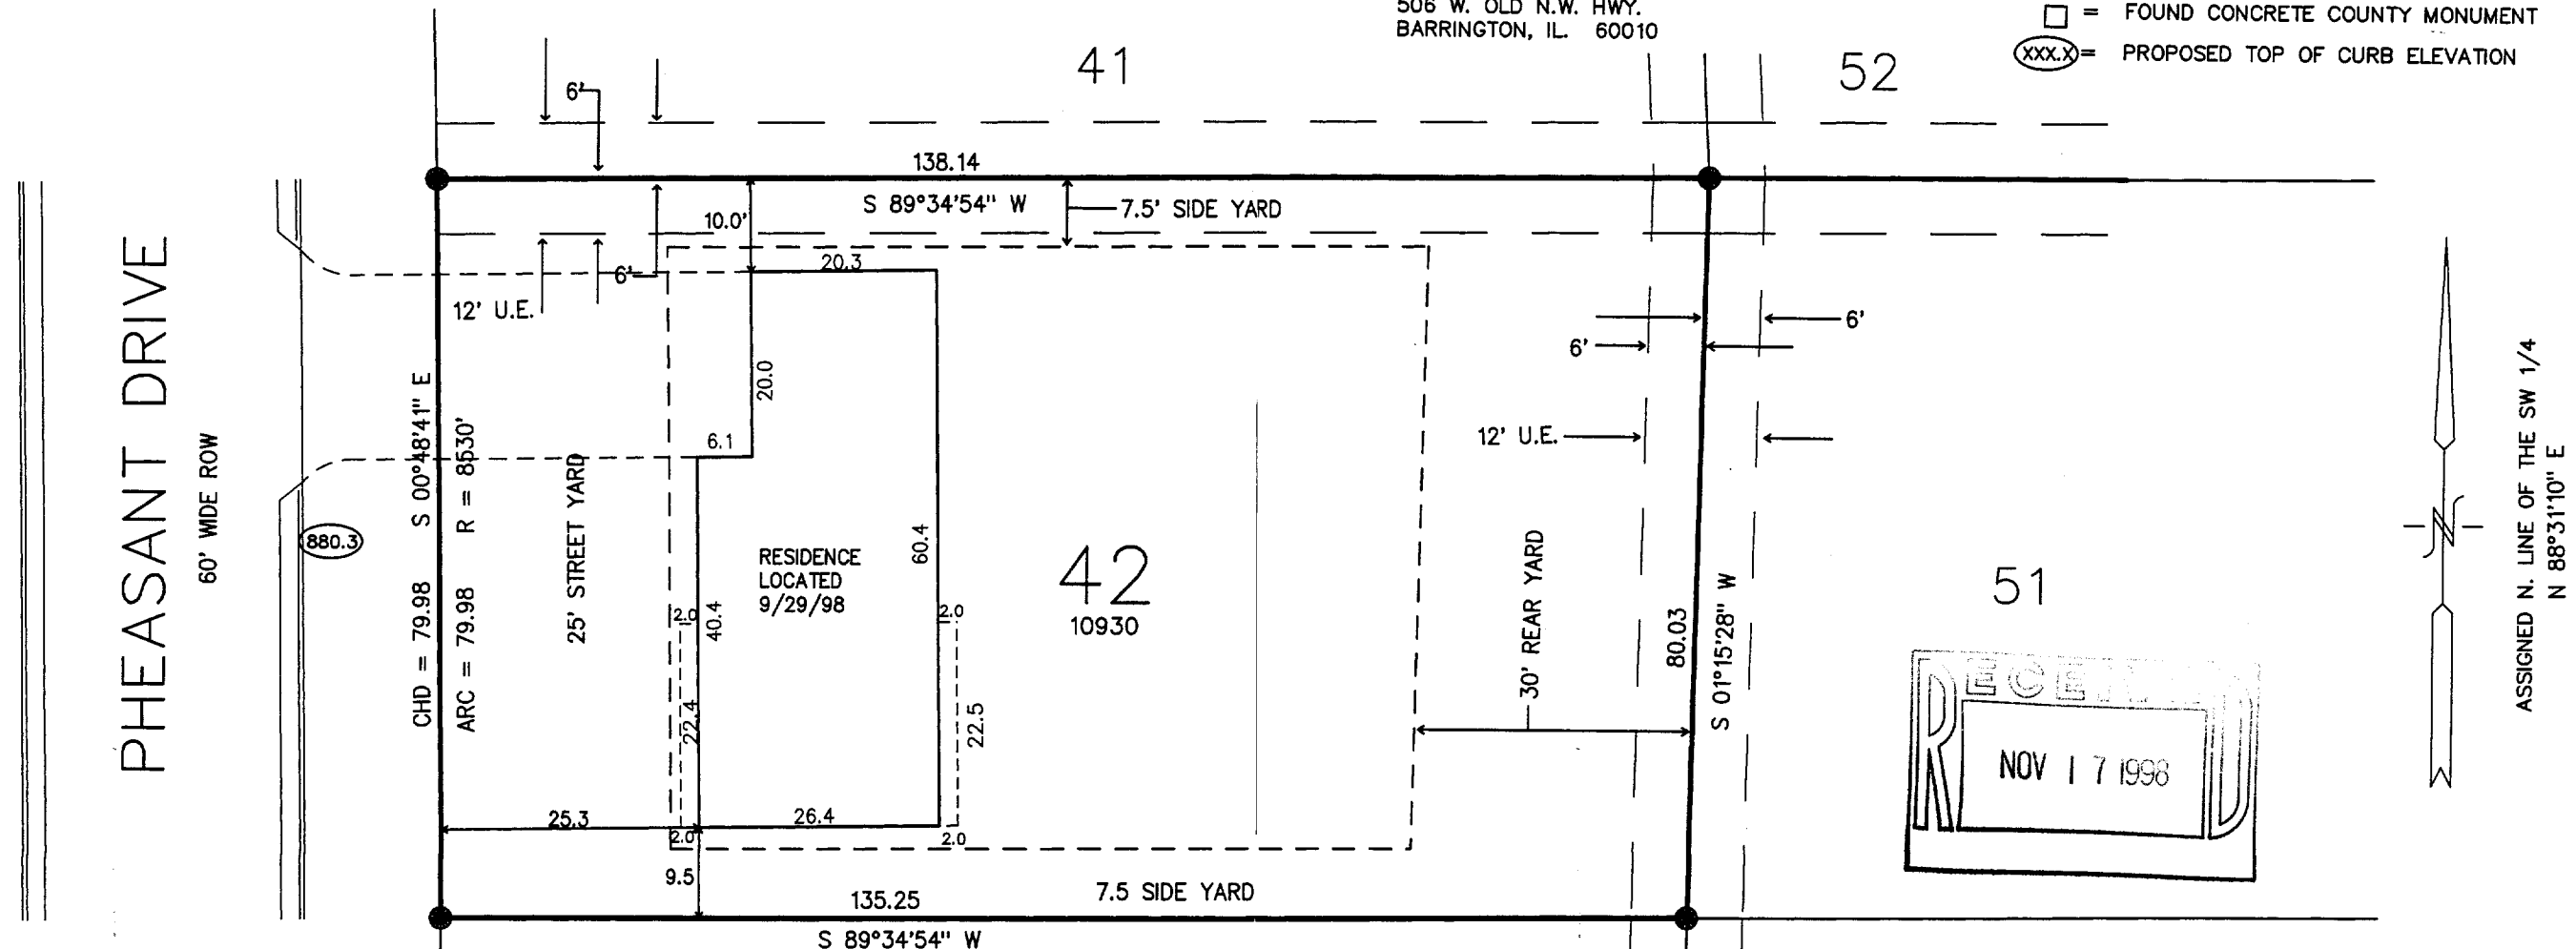 506 W. OLD N.W. HWY.
BARRINGTON, IL. 60010
□ = FOUND CONCRETE COUNTY MONUMENT
XXX.X = PROPOSED TOP OF CURB ELEVATION
41
52
6'
138.14
S 89°34'54" W
7.5' SIDE YARD
10.0'
20.3
6'
12' U.E.
6'
6'
PHEASANT DRIVE
60' WIDE ROW
880.3
CHD = 79.98 S 00°48'41" E
ARC = 79.98 R = 8530'
25' STREET YARD
20.0
6.1
12' U.E.
RESIDENCE
LOCATED
9/29/98
60.4
40.4
2.0
2.0
22.4
22.5
42
10930
30' REAR YARD
80.03
S 01°15'28" W
51
RECEIVED
NOV 17 1998
N
ASSIGNED N. LINE OF THE SW 1/4
N 88°31'10" E
25.3
26.4
2.0
2.0
9.5
135.25
7.5 SIDE YARD
S 89°34'54" W